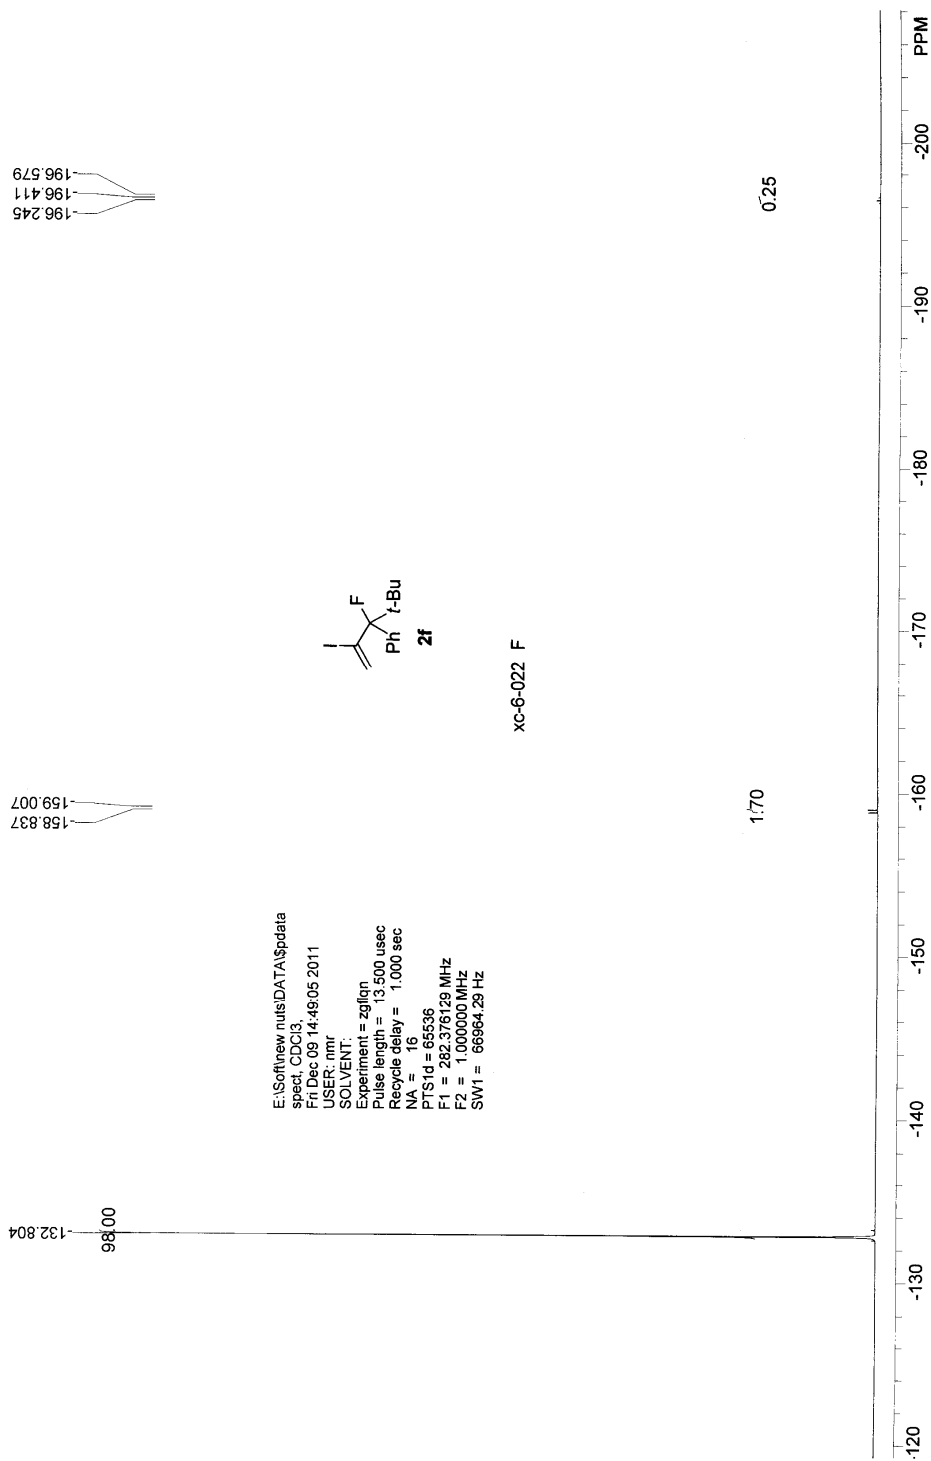 -132.804
-158.837
-159.007
-196.245
-196.411
-196.579
98.00
1.70
0.25
E:\Soft\new nuts\DATA\$pdata
spect, CDCl3,
Fri Dec 09 14:49:05 2011
USER: nmr
SOLVENT:
Experiment = zgflqn
Pulse length = 13.500 usec
Recycle delay = 1.000 sec
NA = 16
PTS1d = 65536
F1 = 282.376129 MHz
F2 = 1.000000 MHz
SW1 = 66964.29 Hz
I
F
Ph
t-Bu
2f
xc-6-022 F
-120 -130 -140 -150 -160 -170 -180 -190 -200 PPM